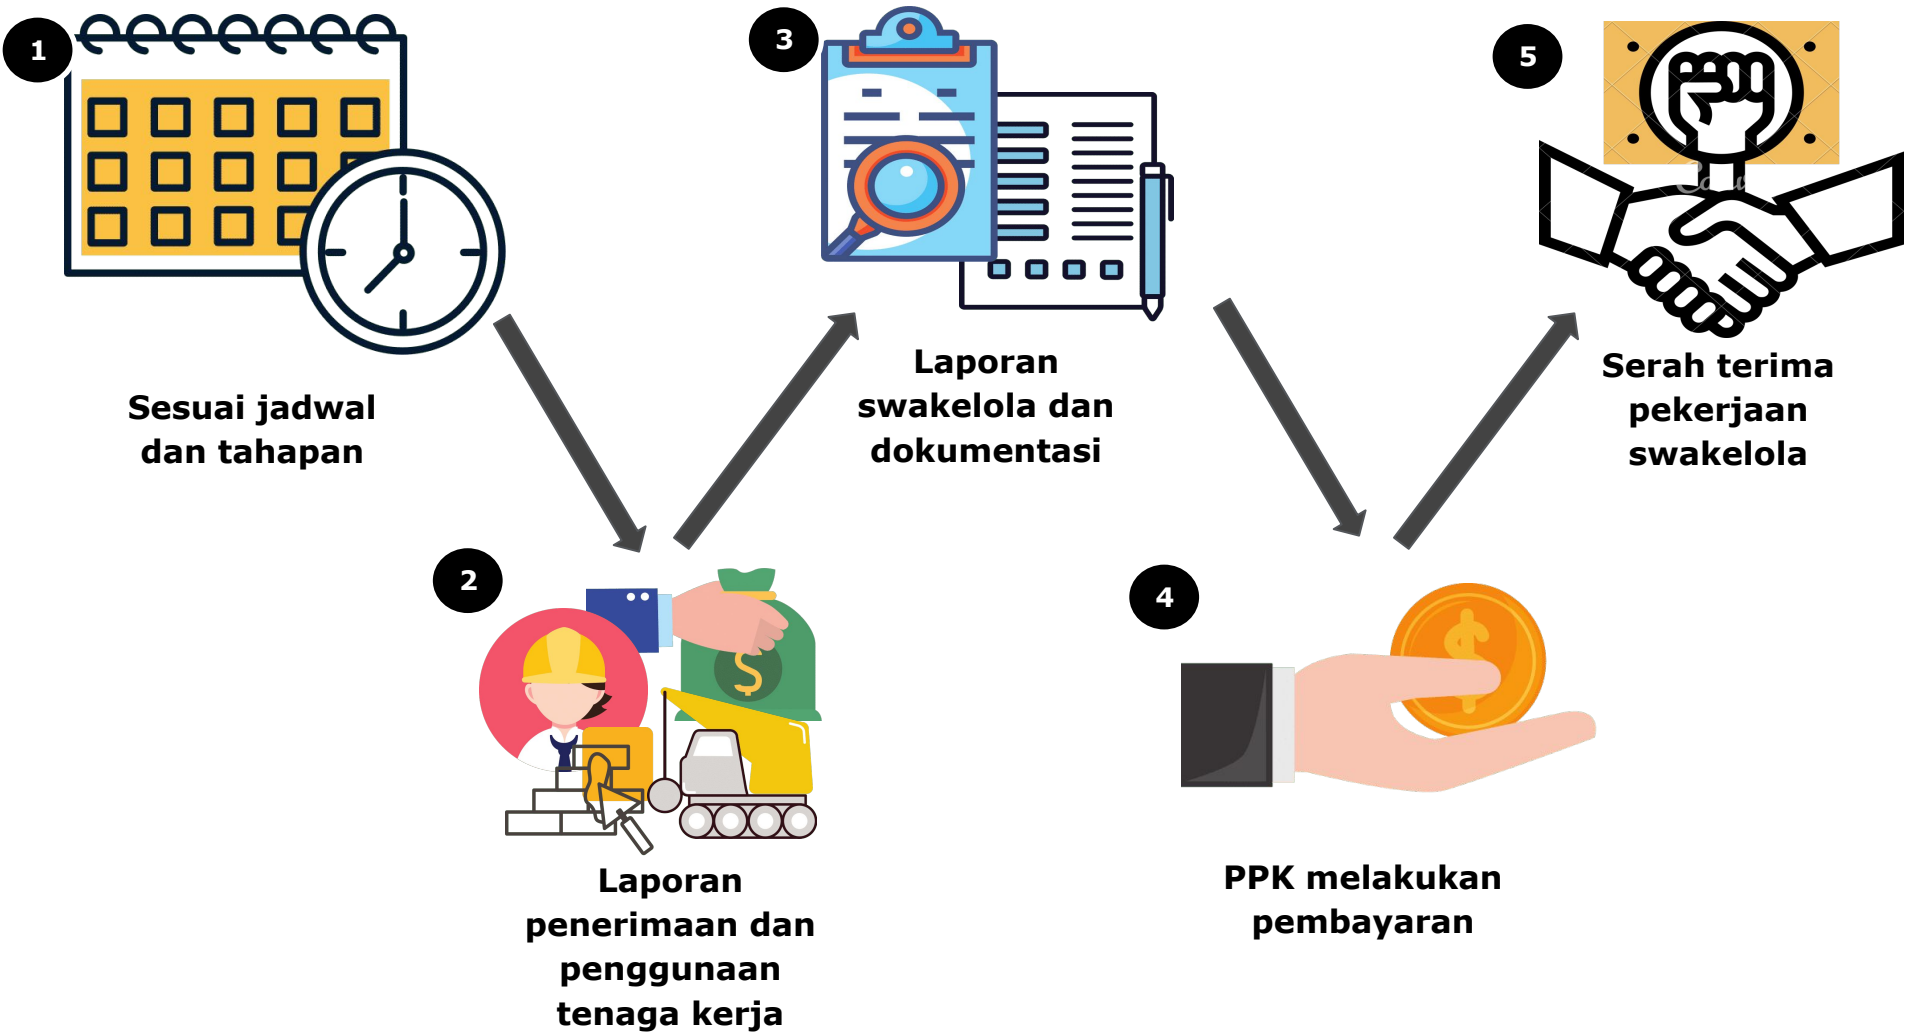 1
Sesuai jadwal
dan tahapan
2
Laporan
penerimaan dan
penggunaan
tenaga kerja
3
Laporan
swakelola dan
dokumentasi
4
PPK melakukan
pembayaran
5
Serah terima
pekerjaan
swakelola